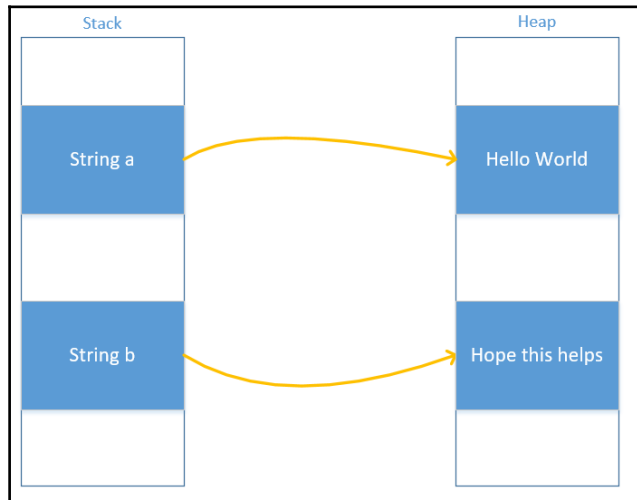 Stack
Heap
String a
Hello World
String b
Hope this helps